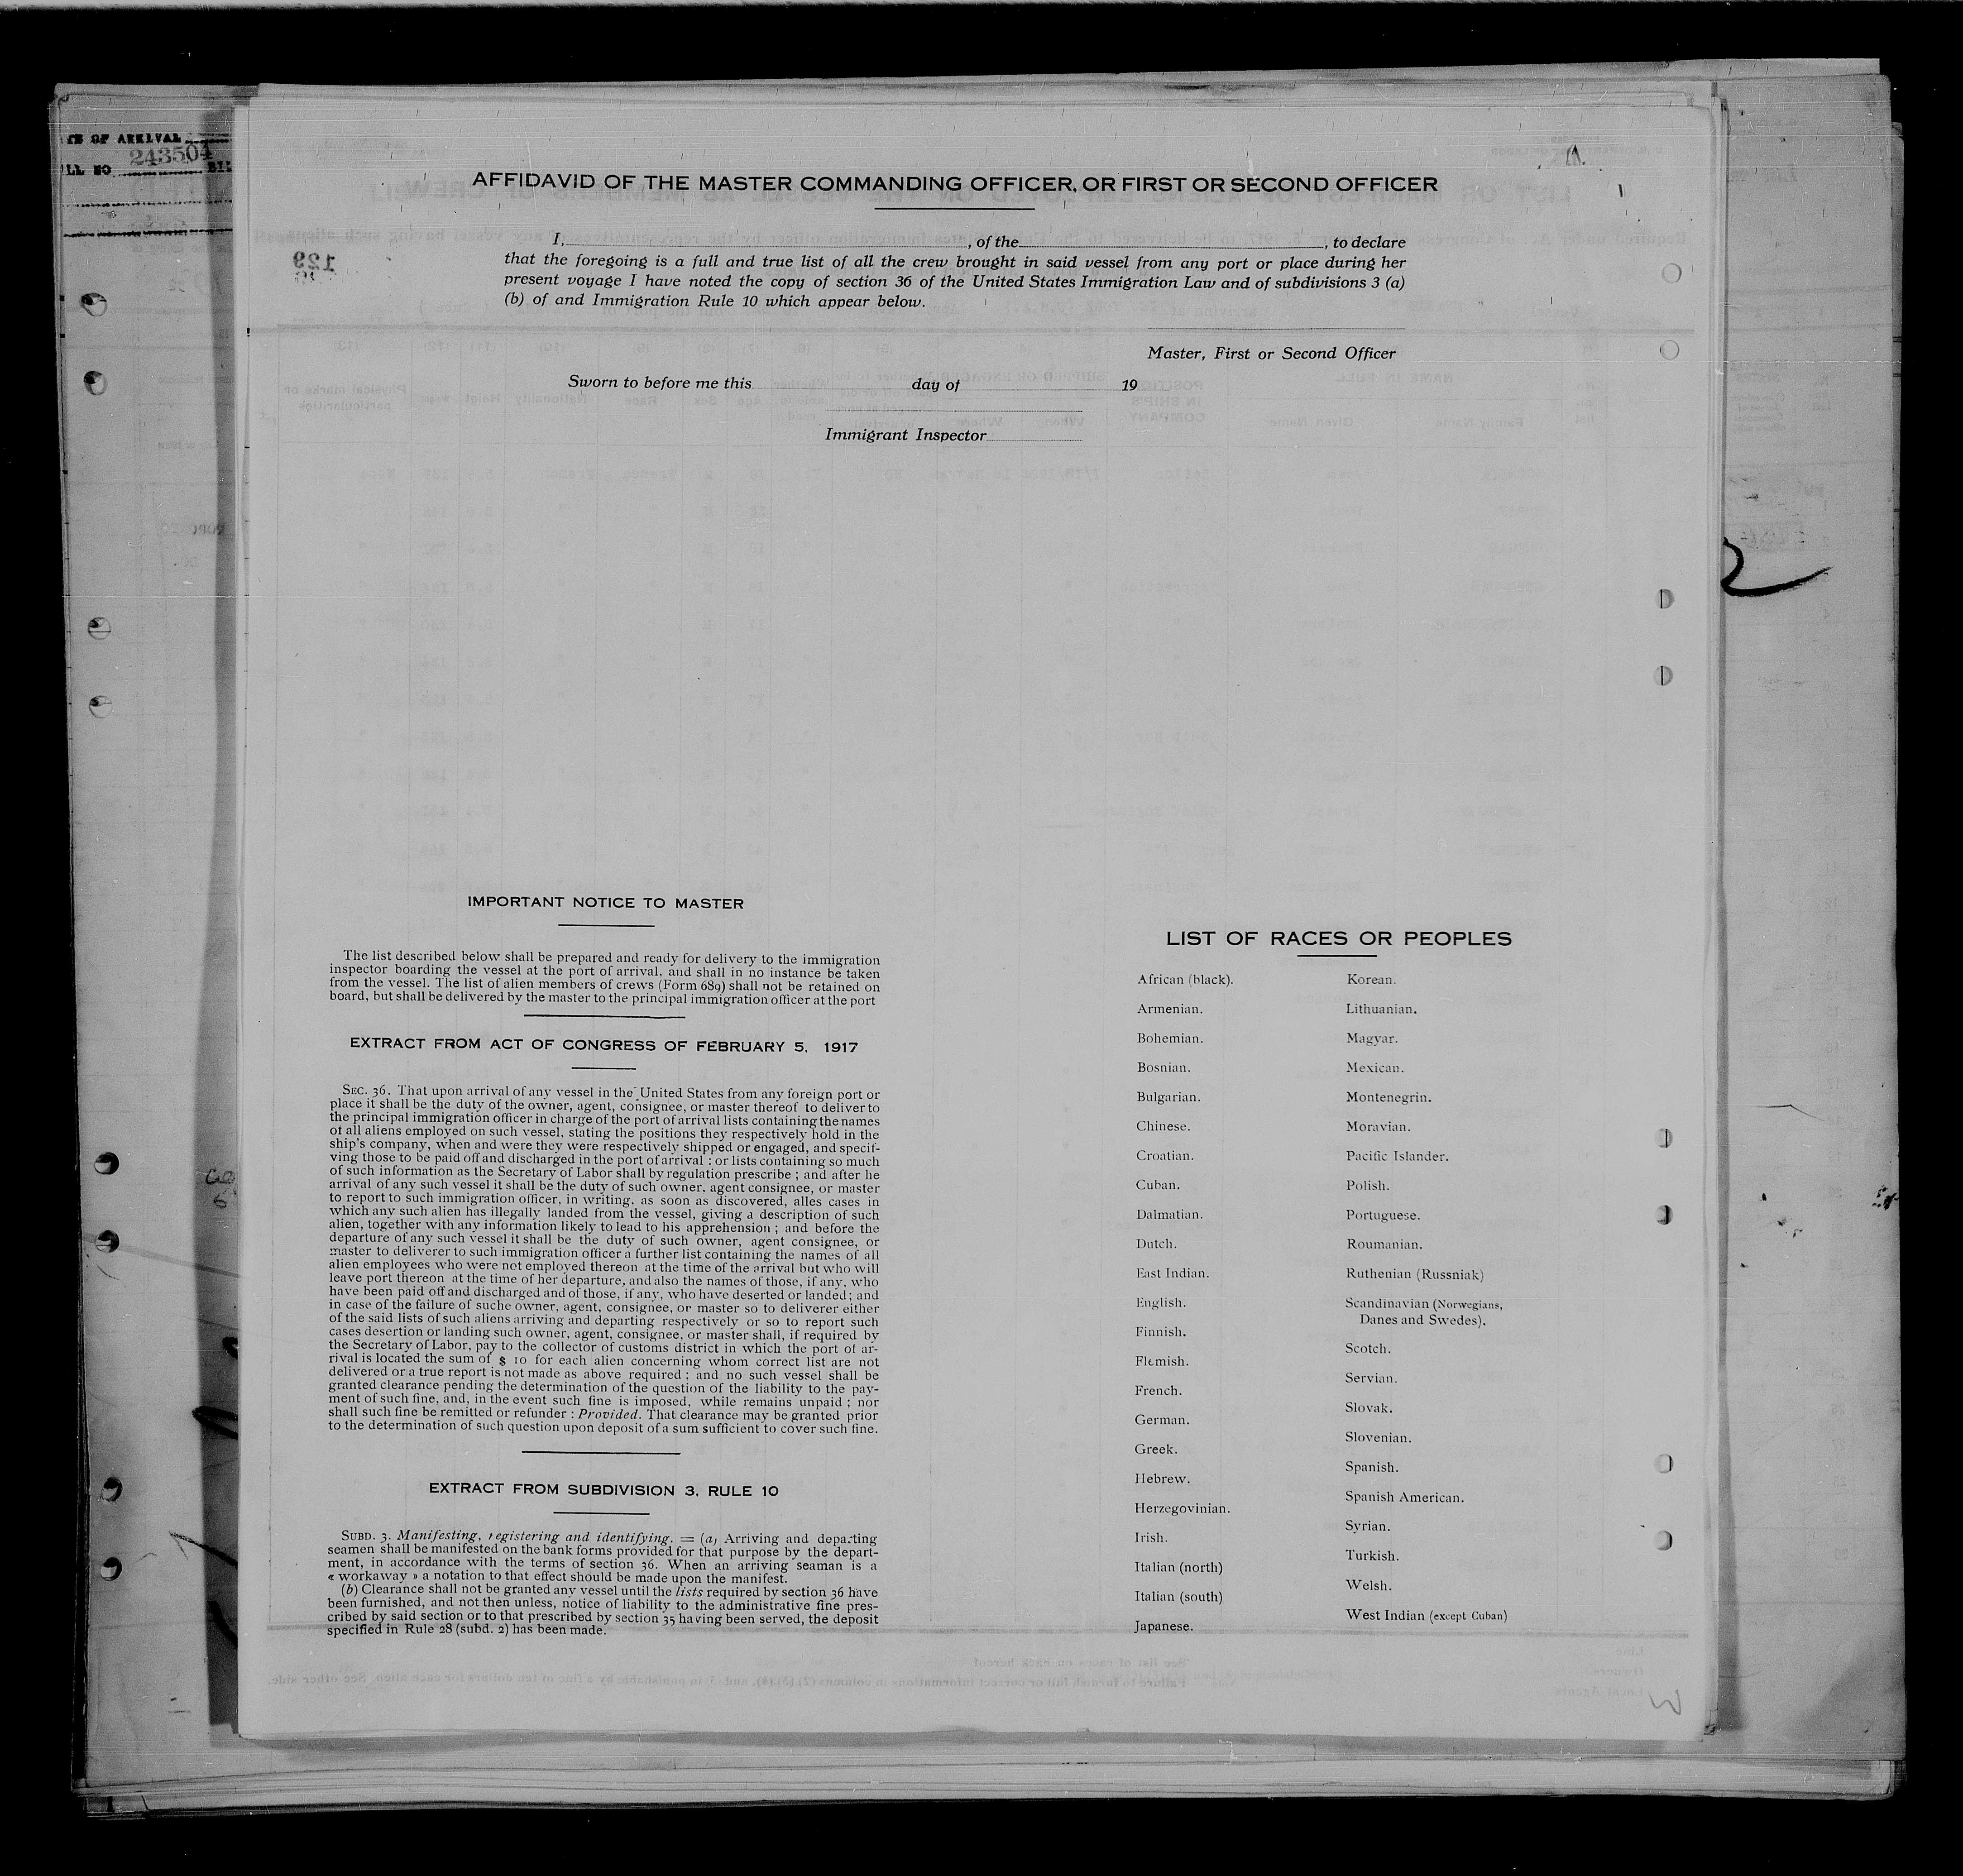 TE OF ARRIVAL
243504
LL NO BIL
AFFIDAVID OF THE MASTER COMMANDING OFFICER, OR FIRST OR SECOND OFFICER
I, , of the , to declare
that the foregoing is a full and true list of all the crew brought in said vessel from any port or place during her
present voyage I have noted the copy of section 36 of the United States Immigration Law and of subdivisions 3 (a)
(b) of and Immigration Rule 10 which appear below.
129
Master, First or Second Officer
Sworn to before me this day of 19
Immigrant Inspector
2
IMPORTANT NOTICE TO MASTER
The list described below shall be prepared and ready for delivery to the immigration
inspector boarding the vessel at the port of arrival, and shall in no instance be taken
from the vessel. The list of alien members of crews (Form 689) shall not be retained on
board, but shall be delivered by the master to the principal immigration officer at the port
EXTRACT FROM ACT OF CONGRESS OF FEBRUARY 5, 1917
SEC. 36. That upon arrival of any vessel in the United States from any foreign port or
place it shall be the duty of the owner, agent, consignee, or master thereof to deliver to
the principal immigration officer in charge of the port of arrival lists containing the names
ot all aliens employed on such vessel, stating the positions they respectively hold in the
ship's company, when and were they were respectively shipped or engaged, and specif-
ving those to be paid off and discharged in the port of arrival : or lists containing so much
of such information as the Secretary of Labor shall by regulation prescribe ; and after he
arrival of any such vessel it shall be the duty of such owner, agent consignee, or master
to report to such immigration officer, in writing, as soon as discovered, alles cases in
which any such alien has illegally landed from the vessel, giving a description of such
alien, together with any information likely to lead to his apprehension ; and before the
departure of any such vessel it shall be the duty of such owner, agent consignee, or
master to deliverer to such immigration officer a further list containing the names of all
alien employees who were not employed thereon at the time of the arrival but who will
leave port thereon at the time of her departure, and also the names of those, if any, who
have been paid off and discharged and of those, if any, who have deserted or landed; and
in case of the failure of suche owner, agent, consignee, or master so to deliverer either
of the said lists of such aliens arriving and departing respectively or so to report such
cases desertion or landing such owner, agent, consignee, or master shall, if required by
the Secretary of Labor, pay to the collector of customs district in which the port of ar-
rival is located the sum of $ 10 for each alien concerning whom correct list are not
delivered or a true report is not made as above required ; and no such vessel shall be
granted clearance pending the determination of the question of the liability to the pay-
ment of such fine, and, in the event such fine is imposed, while remains unpaid ; nor
shall such fine be remitted or refunder : Provided. That clearance may be granted prior
to the determination of such question upon deposit of a sum sufficient to cover such fine.
EXTRACT FROM SUBDIVISION 3, RULE 10
SUBD. 3. Manifesting, registering and identifying. = (a) Arriving and departing
seamen shall be manifested on the bank forms provided for that purpose by the depart-
ment, in accordance with the terms of section 36. When an arriving seaman is a
« workaway » a notation to that effect should be made upon the manifest.
(b) Clearance shall not be granted any vessel until the lists required by section 36 have
been furnished, and not then unless, notice of liability to the administrative fine pres-
cribed by said section or to that prescribed by section 35 having been served, the deposit
specified in Rule 28 (subd. 2) has been made.
LIST OF RACES OR PEOPLES
African (black).
Armenian.
Bohemian.
Bosnian.
Bulgarian.
Chinese.
Croatian.
Cuban.
Dalmatian.
Dutch.
East Indian.
English.
Finnish.
Flemish.
French.
German.
Greek.
Hebrew.
Herzegovinian.
Irish.
Italian (north)
Italian (south)
Japanese.
Korean.
Lithuanian.
Magyar.
Mexican.
Montenegrin.
Moravian.
Pacific Islander.
Polish.
Portuguese.
Roumanian.
Ruthenian (Russniak)
Scandinavian (Norwegians,
Danes and Swedes).
Scotch.
Servian.
Slovak.
Slovenian.
Spanish.
Spanish American.
Syrian.
Turkish.
Welsh.
West Indian (except Cuban)